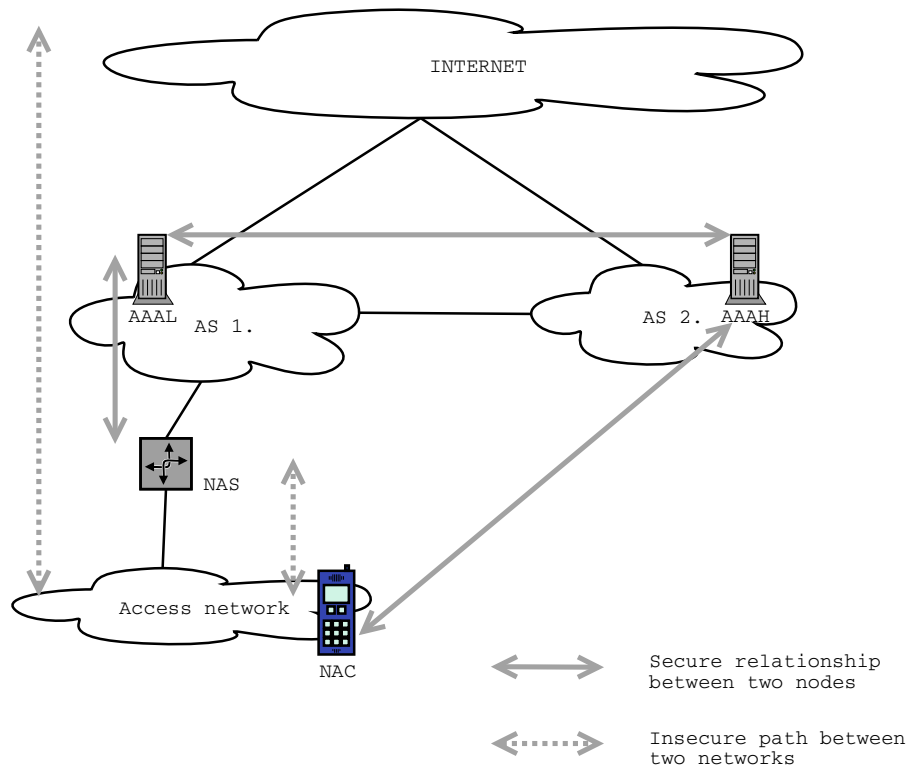 INTERNET
AAAL
AS 1.
AS 2.
AAAH
NAS
Access network
NAC
Secure relationship
between two nodes
Insecure path between
two networks